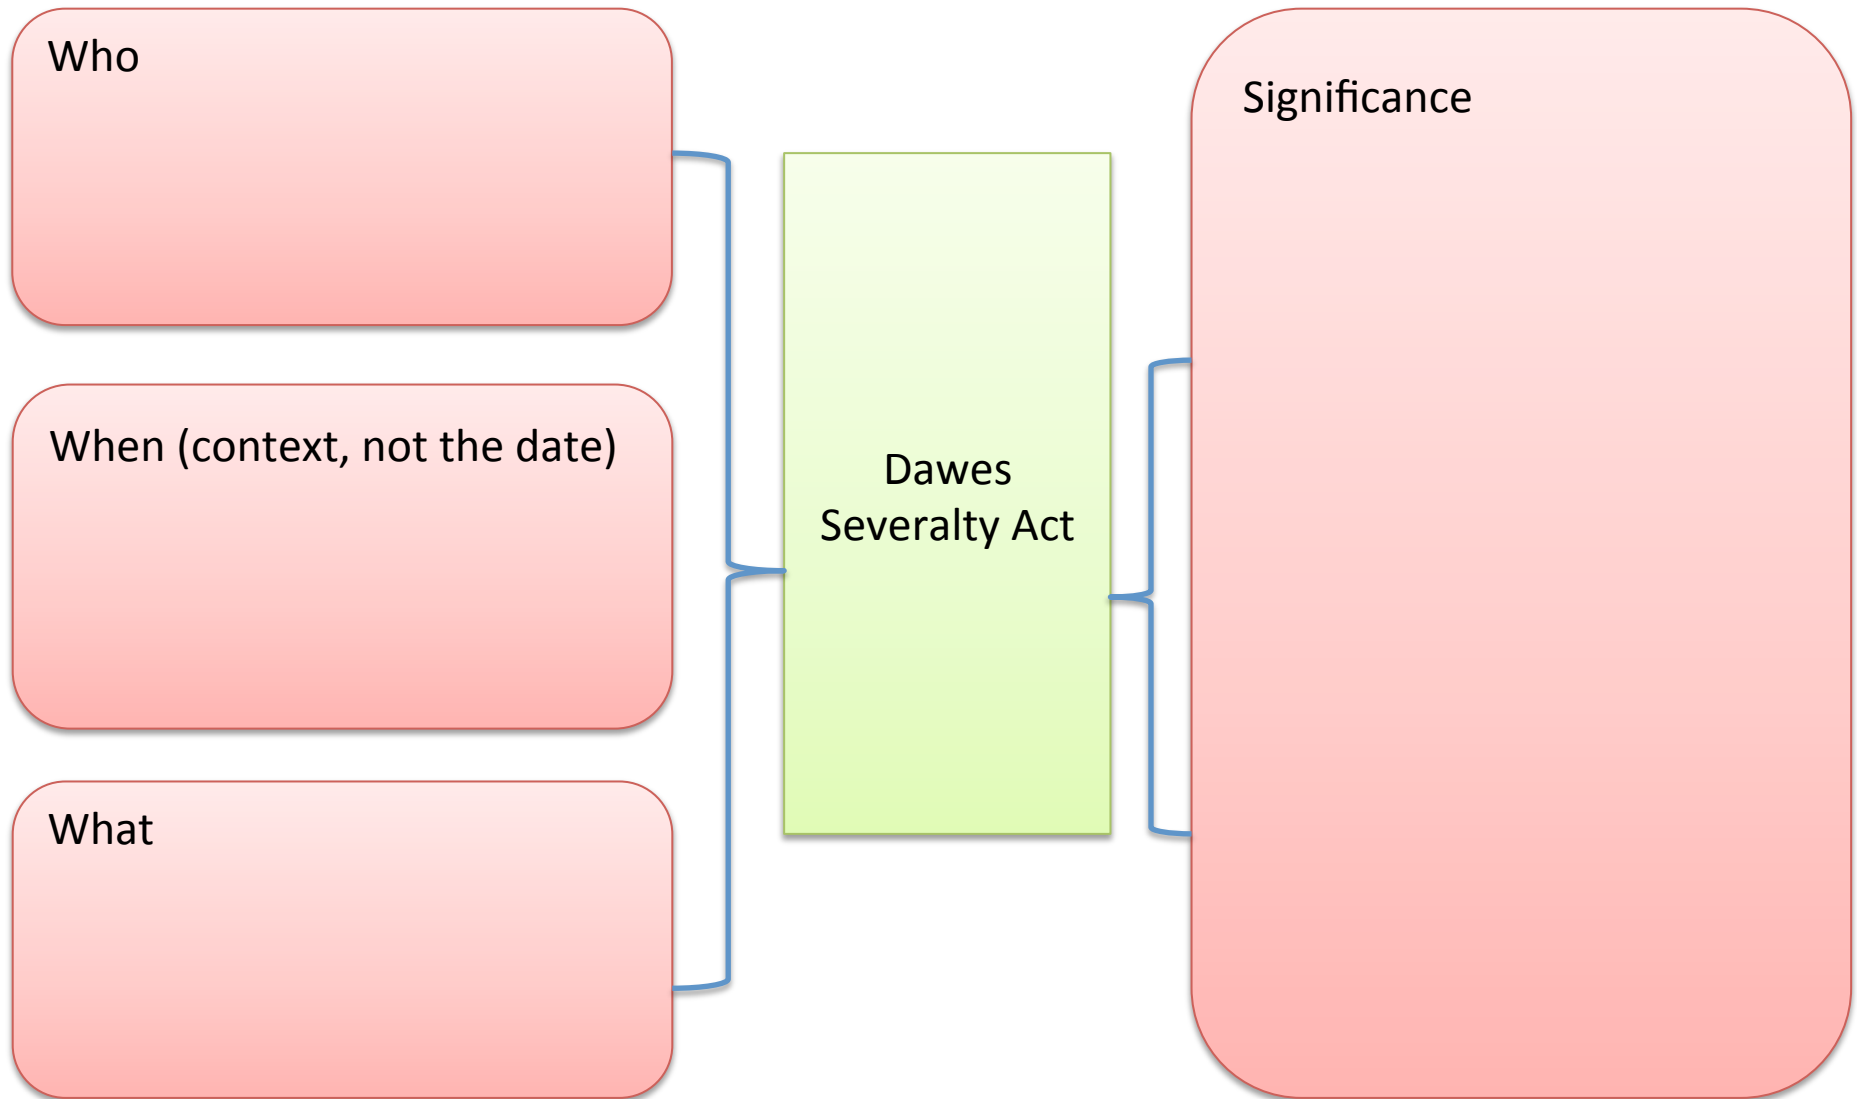 Who
When (context, not the date)
What
Dawes
Severalty Act
Significance